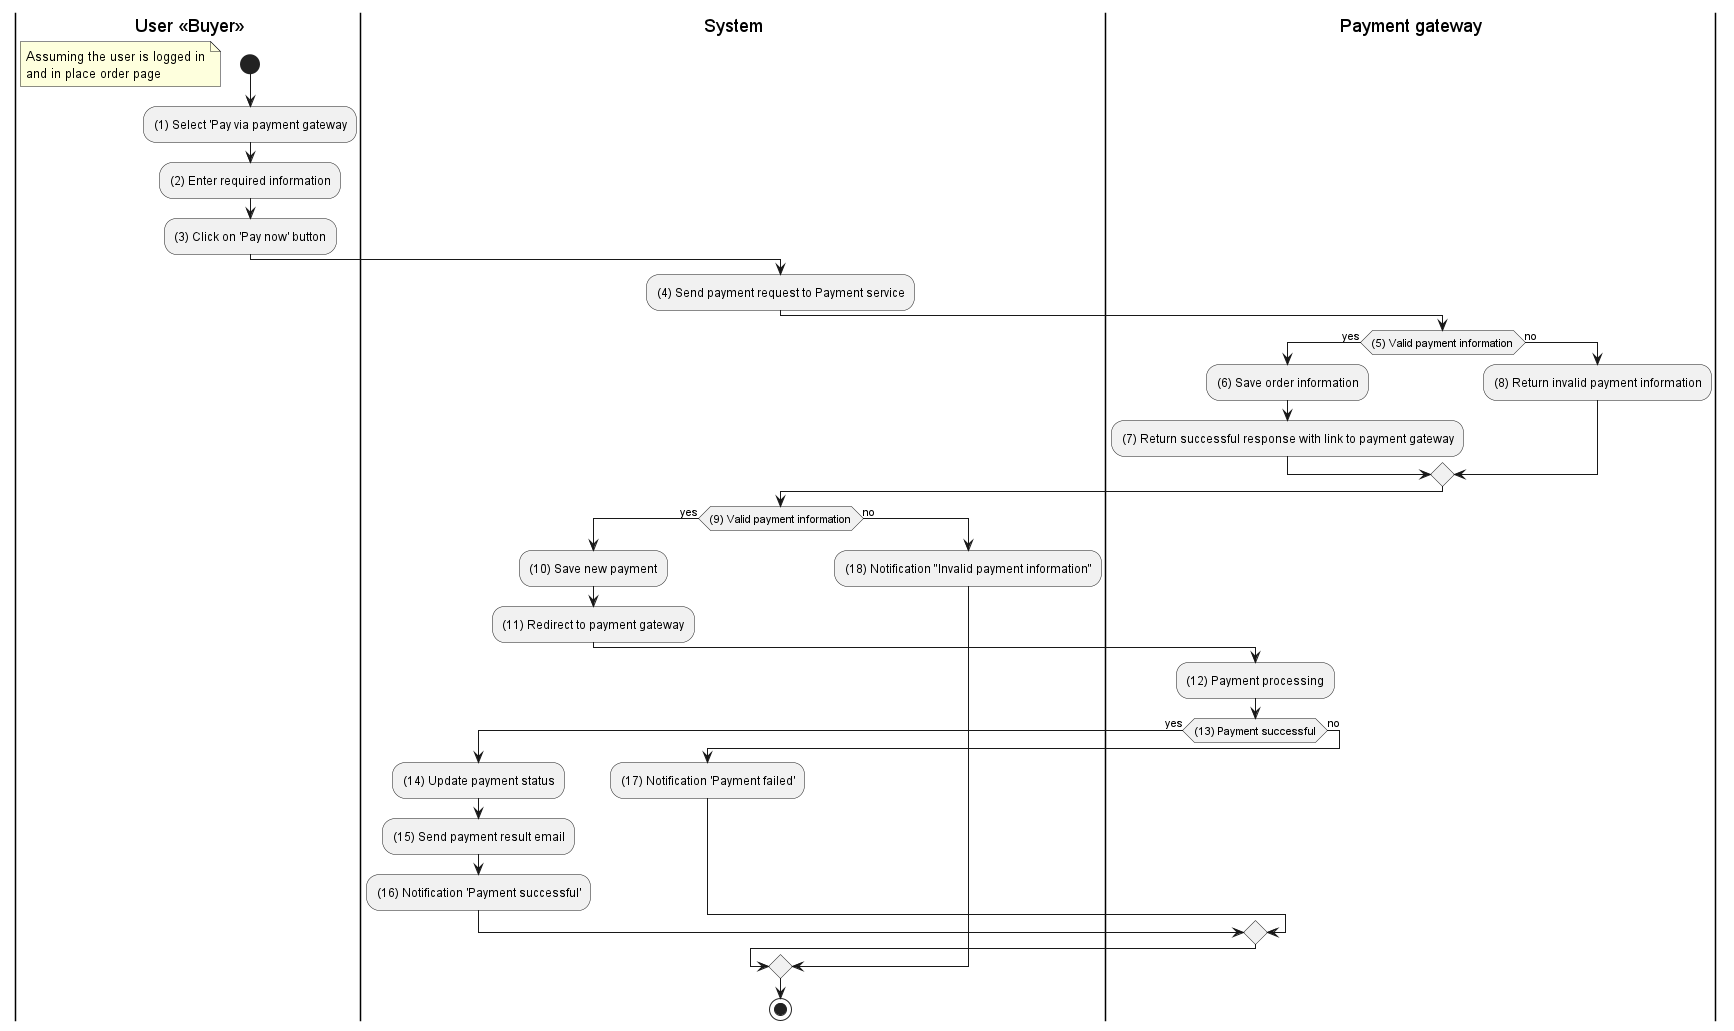 User «Buyer»
System
Payment gateway
Assuming the user is logged in
and in place order page
(1) Select 'Pay via payment gateway
(2) Enter required information
(3) Click on 'Pay now' button
(4) Send payment request to Payment service
yes
(5) Valid payment information
no
(6) Save order information
(8) Return invalid payment information
(7) Return successful response with link to payment gateway
yes
(9) Valid payment information
no
(10) Save new payment
(18) Notification "Invalid payment information"
(11) Redirect to payment gateway
(12) Payment processing
yes
(13) Payment successful
no
(14) Update payment status
(17) Notification 'Payment failed'
(15) Send payment result email
(16) Notification 'Payment successful'